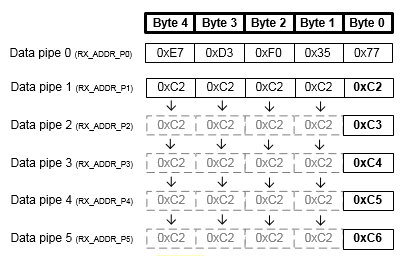 Byte 4 Byte 3 Byte 2 Byte 1 Byte 0
Data pipe 0 (RX_ADDR_P0) 0xE7 0xD3 0xF0 0x35 0x77
Data pipe 1 (RX_ADDR_P1) 0xC2 0xC2 0xC2 0xC2 0xC2
Data pipe 2 (RX_ADDR_P2) 0xC2 0xC2 0xC2 0xC2 0xC3
Data pipe 3 (RX_ADDR_P3) 0xC2 0xC2 0xC2 0xC2 0xC4
Data pipe 4 (RX_ADDR_P4) 0xC2 0xC2 0xC2 0xC2 0xC5
Data pipe 5 (RX_ADDR_P5) 0xC2 0xC2 0xC2 0xC2 0xC6